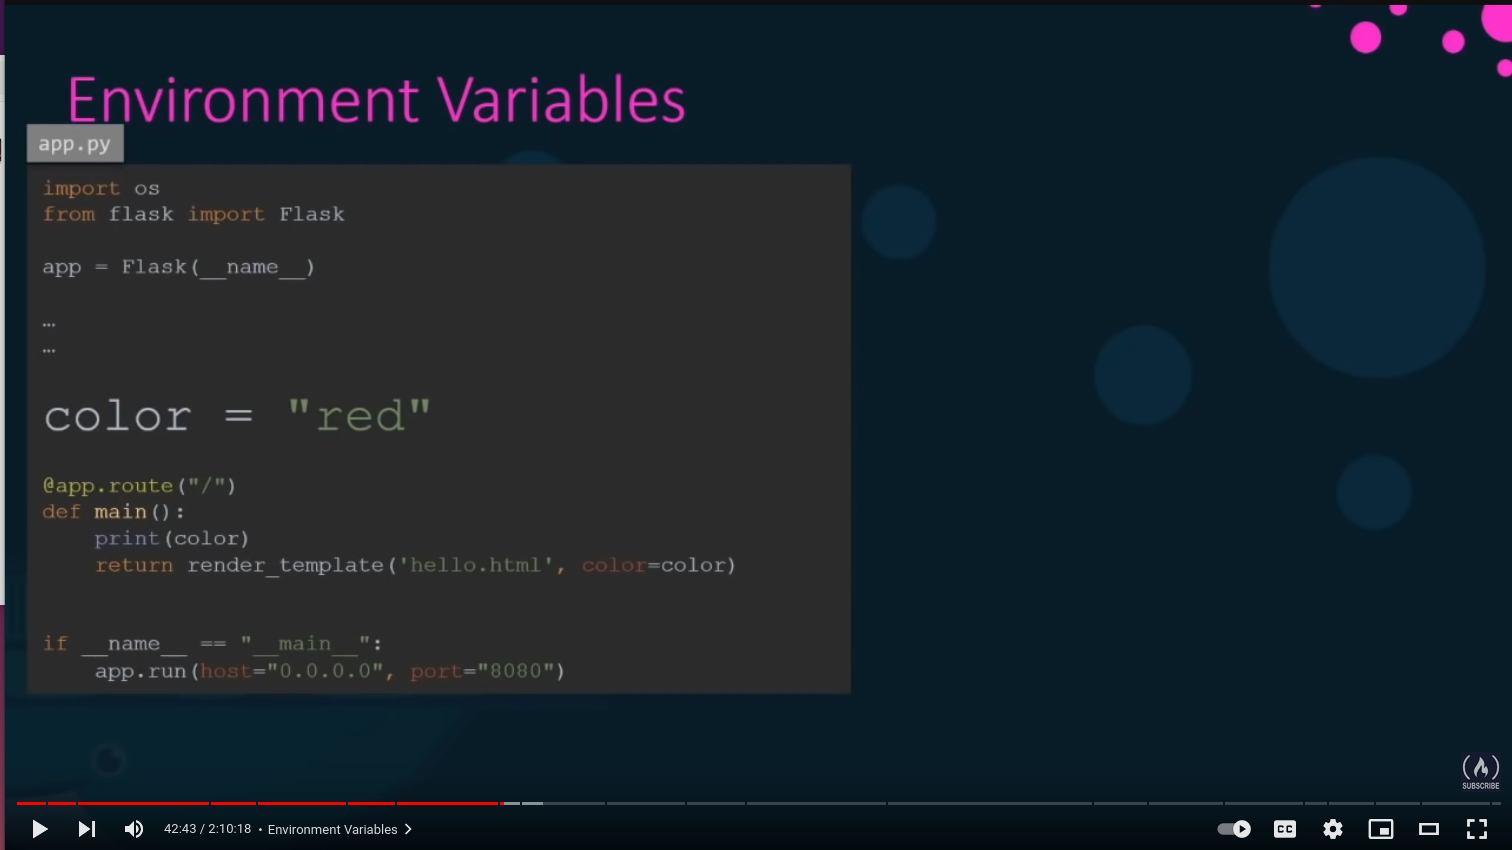 Environment Variables
app.py
import os
from flask import Flask
app = Flask(__name__)
…
…
color = "red"
@app.route("/")
def main():
    print(color)
    return render_template('hello.html', color=color)
if __name__ == "__main__":
    app.run(host="0.0.0.0", port="8080")
SUBSCRIBE
42:43 / 2:10:18 • Environment Variables
CC